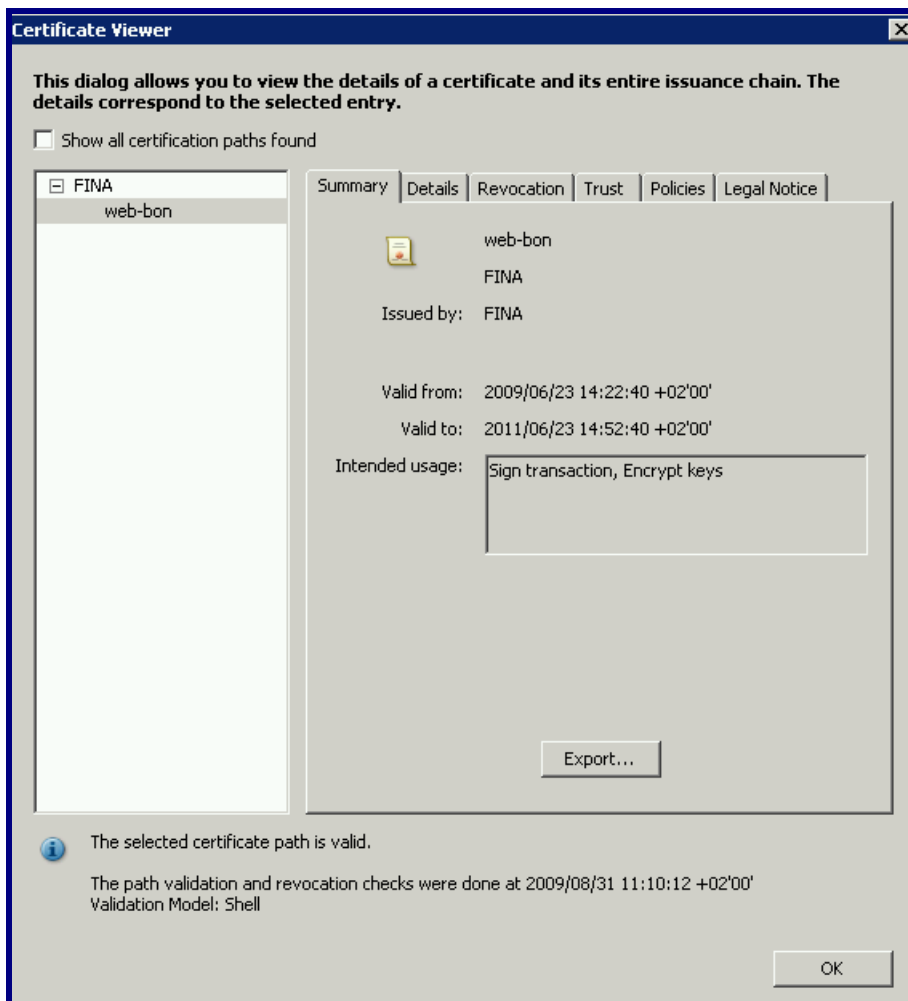 Certificate Viewer
This dialog allows you to view the details of a certificate and its entire issuance chain. The
details correspond to the selected entry.
Show all certification paths found
FINA
web-bon
Summary Details Revocation Trust Policies Legal Notice
web-bon
FINA
Issued by: FINA
Valid from: 2009/06/23 14:22:40 +02'00'
Valid to: 2011/06/23 14:52:40 +02'00'
Intended usage: Sign transaction, Encrypt keys
Export...
The selected certificate path is valid.
The path validation and revocation checks were done at 2009/08/31 11:10:12 +02'00'
Validation Model: Shell
OK